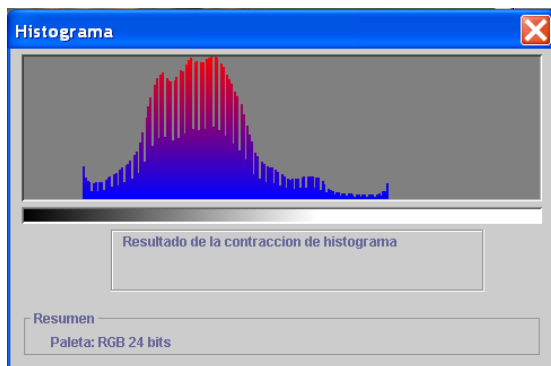 Histograma
Resultado de la contraccion de histograma
Resumen
Paleta: RGB 24 bits